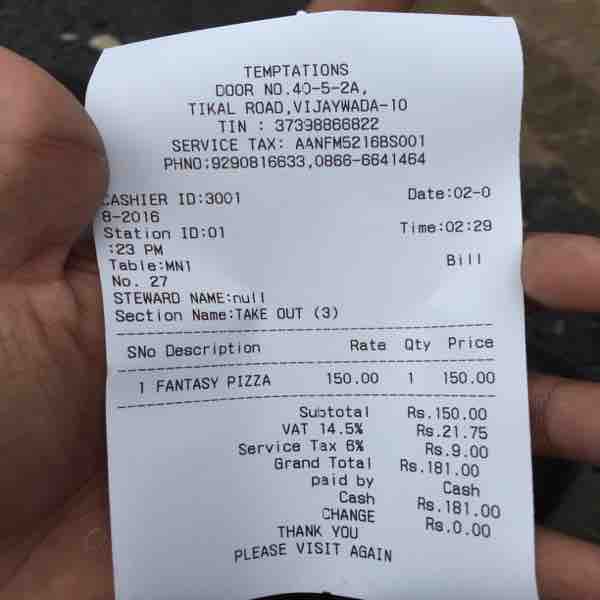 TEMPTATIONS
DOOR NO.40-5-2A,
TIKAL ROAD,VIJAYWADA-10
TIN : 37398866822
SERVICE TAX: AANFM5216BS001
PHNO:9290816633,0866-6641464
CASHIER ID:3001 Date:02-0
8-2016
Station ID:01 Time:02:29
:23 PM
Table:MN1 Bill
No. 27
STEWARD NAME:null
Section Name:TAKE OUT (3)
SNo Description Rate Qty Price
1 FANTASY PIZZA 150.00 1 150.00
Subtotal Rs.150.00
VAT 14.5% Rs.21.75
Service Tax 6% Rs.9.00
Grand Total Rs.181.00
paid by Cash
Cash Rs.181.00
CHANGE Rs.0.00
THANK YOU
PLEASE VISIT AGAIN